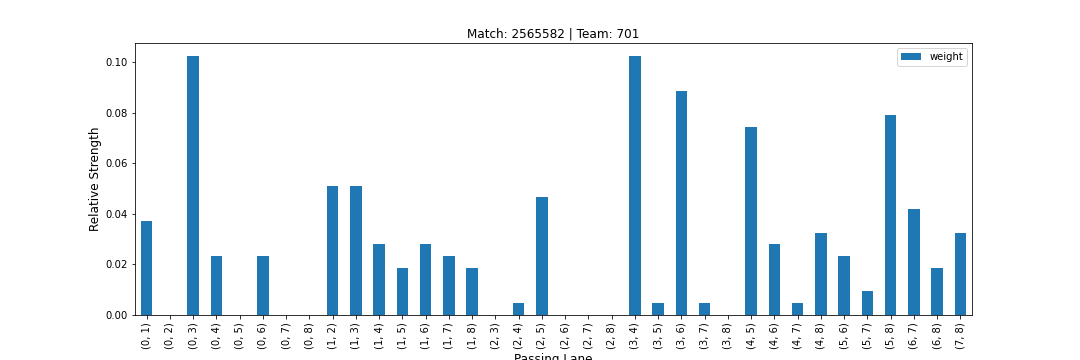 Match: 2565582 | Team: 701
weight
Relative Strength
0.10
0.08
0.06
0.04
0.02
0.00
(0, 1) (0, 2) (0, 3) (0, 4) (0, 5) (0, 6) (0, 7) (0, 8) (1, 2) (1, 3) (1, 4) (1, 5) (1, 6) (1, 7) (1, 8) (2, 3) (2, 4) (2, 5) (2, 6) (2, 7) (2, 8) (3, 4) (3, 5) (3, 6) (3, 7) (3, 8) (4, 5) (4, 6) (4, 7) (4, 8) (5, 6) (5, 7) (5, 8) (6, 7) (6, 8) (7, 8)
Passing Lane